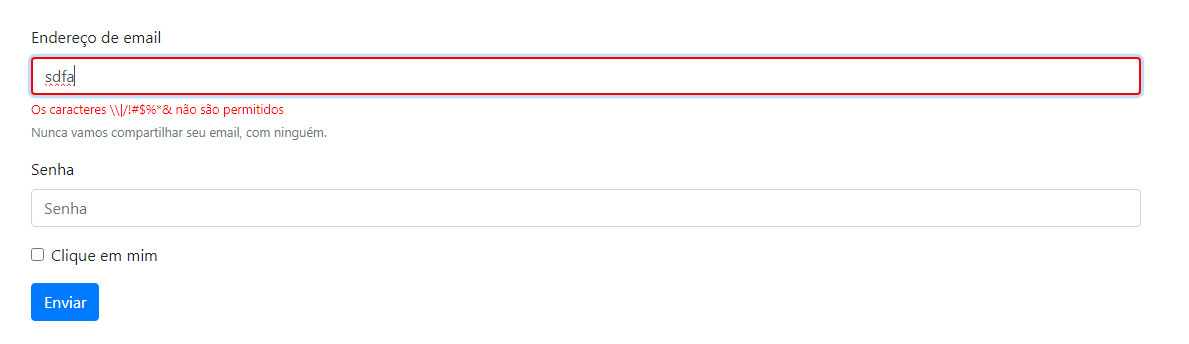 Endereço de email
sdfa
Os caracteres \\|/!#$%*& não são permitidos
Nunca vamos compartilhar seu email, com ninguém.
Senha
Senha
Clique em mim
Enviar